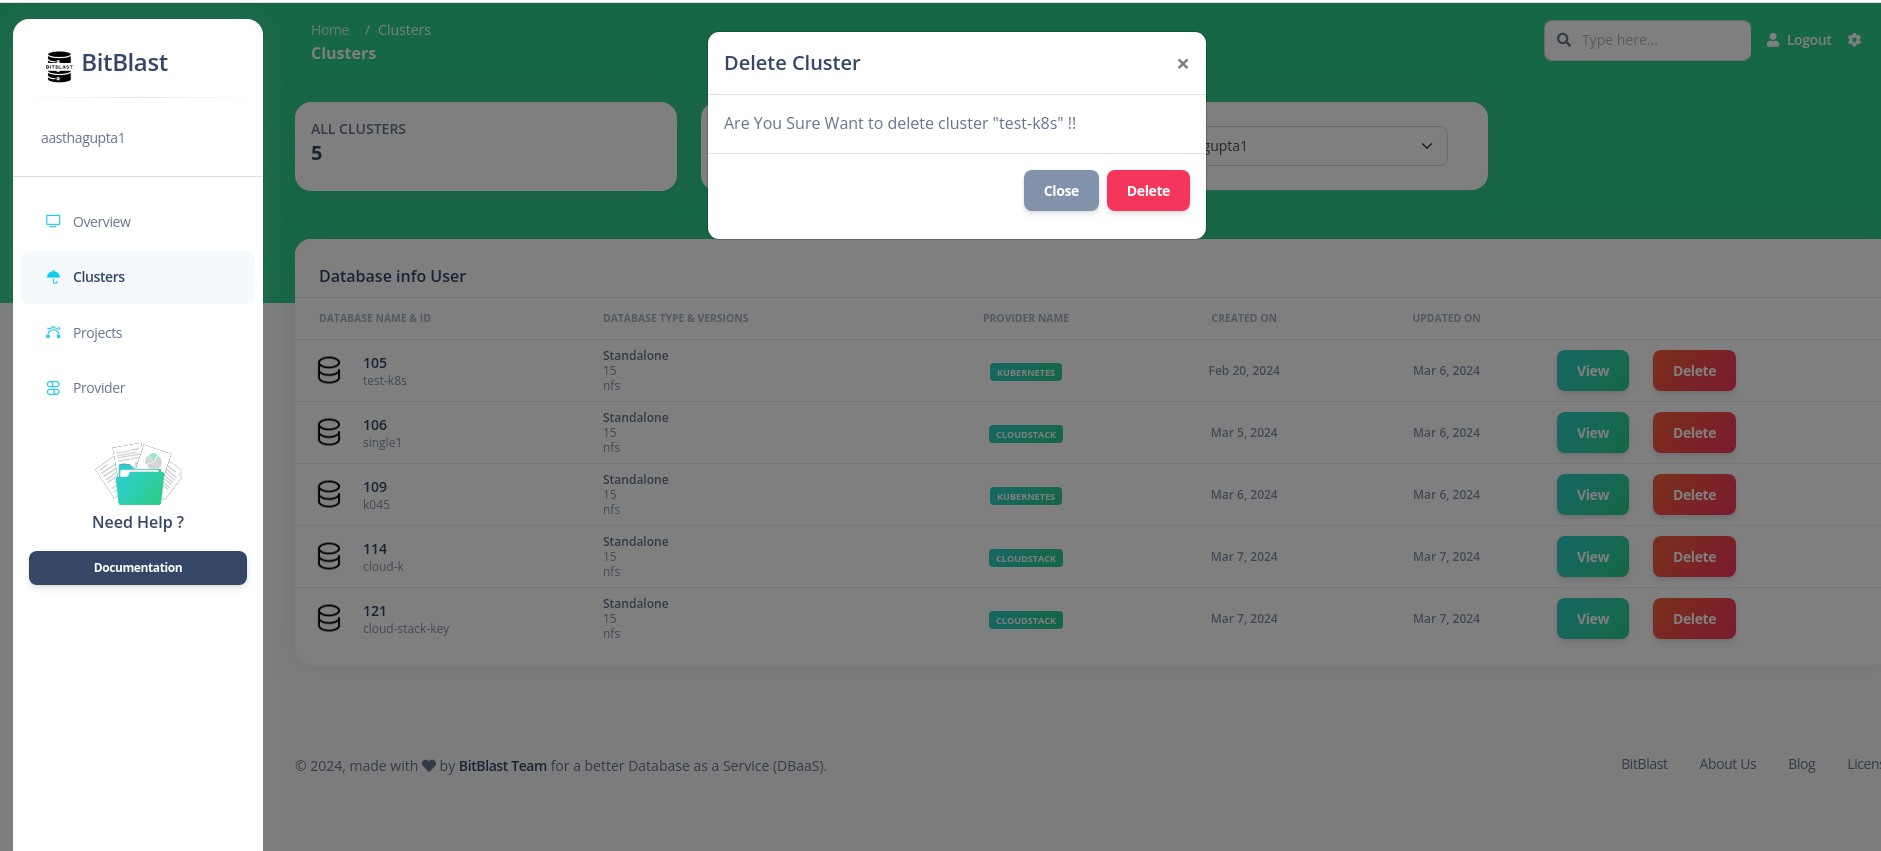 BITBLAST
BitBlast
aasthagupta1
Overview
Clusters
Projects
Provider
Need Help ?
Documentation
Home / Clusters
Clusters
Type here...
Logout
ALL CLUSTERS
5
gupta1
Delete Cluster
×
Are You Sure Want to delete cluster "test-k8s" !!
Close Delete
Database info User
DATABASE NAME & ID DATABASE TYPE & VERSIONS PROVIDER NAME CREATED ON UPDATED ON
105
test-k8s
Standalone
15
nfs
KUBERNETES
Feb 20, 2024
Mar 6, 2024
View Delete
106
single1
Standalone
15
nfs
CLOUDSTACK
Mar 5, 2024
Mar 6, 2024
View Delete
109
k045
Standalone
15
nfs
KUBERNETES
Mar 6, 2024
Mar 6, 2024
View Delete
114
cloud-k
Standalone
15
nfs
CLOUDSTACK
Mar 7, 2024
Mar 7, 2024
View Delete
121
cloud-stack-key
Standalone
15
nfs
CLOUDSTACK
Mar 7, 2024
Mar 7, 2024
View Delete
© 2024, made with ♥ by BitBlast Team for a better Database as a Service (DBaaS).
BitBlast About Us Blog Licens